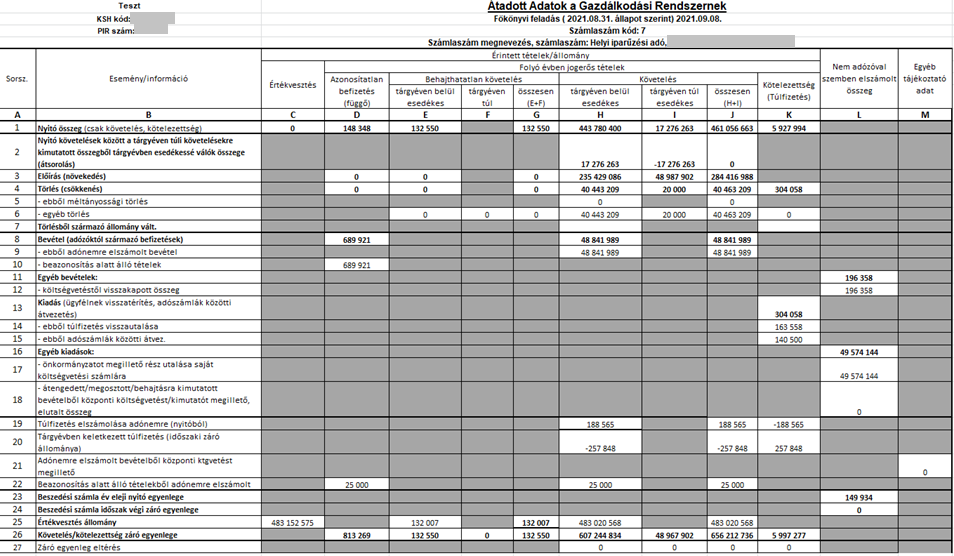 Teszt
Átadott Adatok a Gazdálkodási Rendszernek
KSH kód:
Főkönyvi feladás ( 2021.08.31. állapot szerint) 2021.09.08.
PIR szám:
Számlaszám kód: 7
Számlaszám megnevezés, számlaszám: Helyi iparűzési adó,
Sorsz.
Esemény/információ
Érintett tételek/állomány
Értékvesztés
Folyó évben jogerős tételek
Azonosítatlan
befizetés
(függő)
Behajthatatlan követelés
tárgyéven belül
esedékes
tárgyéven
túl
összesen
(E+F)
Követelés
tárgyéven belül
esedékes
tárgyéven túl
esedékes
összesen
(H+I)
Kötelezettség
(Túlfizetés)
Nem adózóval
szemben elszámolt
összeg
Egyéb
tájékoztató
adat
A B C D E F G H I J K L M
1 Nyitó összeg (csak követelés, kötelezettség) 0 148 348 132 550 132 550 443 780 400 17 276 263 461 056 663 5 927 994
2 Nyitó követelések között a tárgyéven túli követelésekre
kimutatott összegből tárgyévben esedékessé válók összege
(átsorolás) 17 276 263 -17 276 263 0
3 Előírás (növekedés) 0 0 0 235 429 086 48 987 902 284 416 988
4 Törlés (csökkenés) 0 0 0 40 443 209 20 000 40 463 209 304 058
5 - ebből méltányossági törlés 0 0
6 - egyéb törlés 0 0 0 40 443 209 20 000 40 463 209 0
7 Törlésből származó állomány vált.
8 Bevétel (adózóktól származó befizetések) 689 921 48 841 989 48 841 989
9 - ebből adónemre elszámolt bevétel 48 841 989 48 841 989
10 - beazonosítás alatt álló tételek 689 921
11 Egyéb bevételek: 196 358
12 - költségvetéstől visszakapott összeg 196 358
13 Kiadás (ügyfélnek visszatérítés, adószámlák közötti
átvezetés) 304 058
14 - ebből túlfizetés visszautalása 163 558
15 - ebből adószámlák közötti átvez. 140 500
16 Egyéb kiadások: 49 574 144
17 - önkormányzatot megillető rész utalása saját
költségvetési számlára 49 574 144
18 - átengedett/megosztott/behajtásra kimutatott
bevételből központi költségvetést/kimutatót megillető,
elutalt összeg 0
19 Túlfizetés elszámolása adónemre (nyitóból) 188 565 188 565 -188 565
20 Tárgyévben keletkezett túlfizetés (időszaki záró
állománya) -257 848 -257 848 257 848
21 Adónemre elszámolt bevételből központi ktgvetést
megillető 0
22 Beazonosítás alatt álló tételekből adónemre elszámolt 25 000 25 000 25 000
23 Beszedési számla év eleji nyitó egyenlege 149 934
24 Beszedési számla időszak végi záró egyenlege 0
25 Értékvesztés állomány 483 152 575 132 007 132 007 483 020 568 483 020 568
26 Követelés/kötelezettség záró egyenlege 813 269 132 550 0 132 550 607 244 834 48 967 902 656 212 736 5 997 277
27 Záró egyenleg eltérés 0 0 0 0